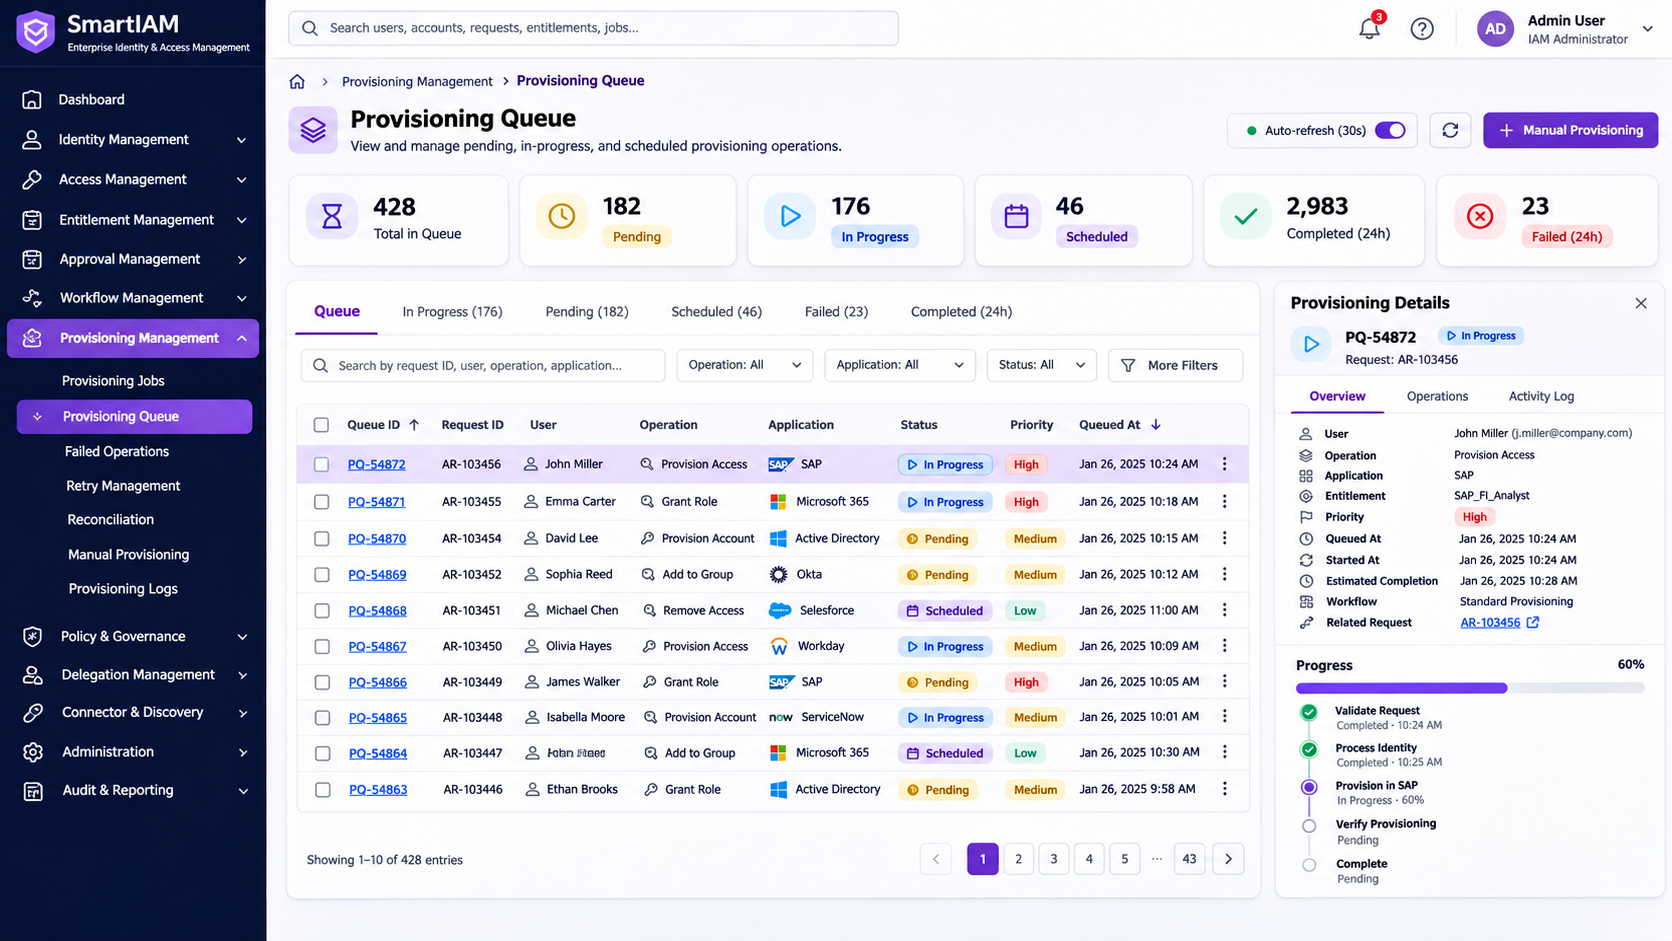 SmartIAM
Enterprise Identity & Access Management
Search users, accounts, requests, entitlements, jobs...
3
AD
Admin User
IAM Administrator
Dashboard
Identity Management
Access Management
Entitlement Management
Approval Management
Workflow Management
Provisioning Management
Provisioning Jobs
Provisioning Queue
Failed Operations
Retry Management
Reconciliation
Manual Provisioning
Provisioning Logs
Policy & Governance
Delegation Management
Connector & Discovery
Administration
Audit & Reporting
Provisioning Management > Provisioning Queue
Provisioning Queue
View and manage pending, in-progress, and scheduled provisioning operations.
Auto-refresh (30s)
+ Manual Provisioning
428
Total in Queue
182
Pending
176
In Progress
46
Scheduled
2,983
Completed (24h)
23
Failed (24h)
Queue In Progress (176) Pending (182) Scheduled (46) Failed (23) Completed (24h)
Search by request ID, user, operation, application...
Operation: All
Application: All
Status: All
More Filters
Queue ID Request ID User Operation Application Status Priority Queued At
PQ-54872 AR-103456 John Miller Provision Access SAP SAP In Progress High Jan 26, 2025 10:24 AM
PQ-54871 AR-103455 Emma Carter Grant Role Microsoft 365 In Progress High Jan 26, 2025 10:18 AM
PQ-54870 AR-103454 David Lee Provision Account Active Directory Pending Medium Jan 26, 2025 10:15 AM
PQ-54869 AR-103452 Sophia Reed Add to Group Okta Pending Medium Jan 26, 2025 10:12 AM
PQ-54868 AR-103451 Michael Chen Remove Access Selesforce Scheduled Low Jan 26, 2025 11:00 AM
PQ-54867 AR-103450 Olivia Hayes Provision Access Workday In Progress Medium Jan 26, 2025 10:09 AM
PQ-54866 AR-103449 James Walker Grant Role SAP SAP Pending High Jan 26, 2025 10:05 AM
PQ-54865 AR-103448 Isabella Moore Provision Account now ServiceNow In Progress Medium Jan 26, 2025 10:01 AM
PQ-54864 AR-103447 Add to Group Microsoft 365 Scheduled Low Jan 26, 2025 10:30 AM
PQ-54863 AR-103446 Ethan Brooks Grant Role Active Directory Pending Medium Jan 26, 2025 9:58 AM
Showing 1–10 of 428 entries
1 2 3 4 5 ... 43
Provisioning Details
PQ-54872 In Progress
Request: AR-103456
Overview Operations Activity Log
User John Miller (j.miller@company.com)
Operation Provision Access
Application SAP
Entitlement SAP_FI_Analyst
Priority High
Queued At Jan 26, 2025 10:24 AM
Started At Jan 26, 2025 10:24 AM
Estimated Completion Jan 26, 2025 10:28 AM
Workflow Standard Provisioning
Related Request AR-103456
Progress 60%
Validate Request
Completed · 10:24 AM
Process Identity
Completed · 10:25 AM
Provision in SAP
In Progress · 60%
Verify Provisioning
Pending
Complete
Pending